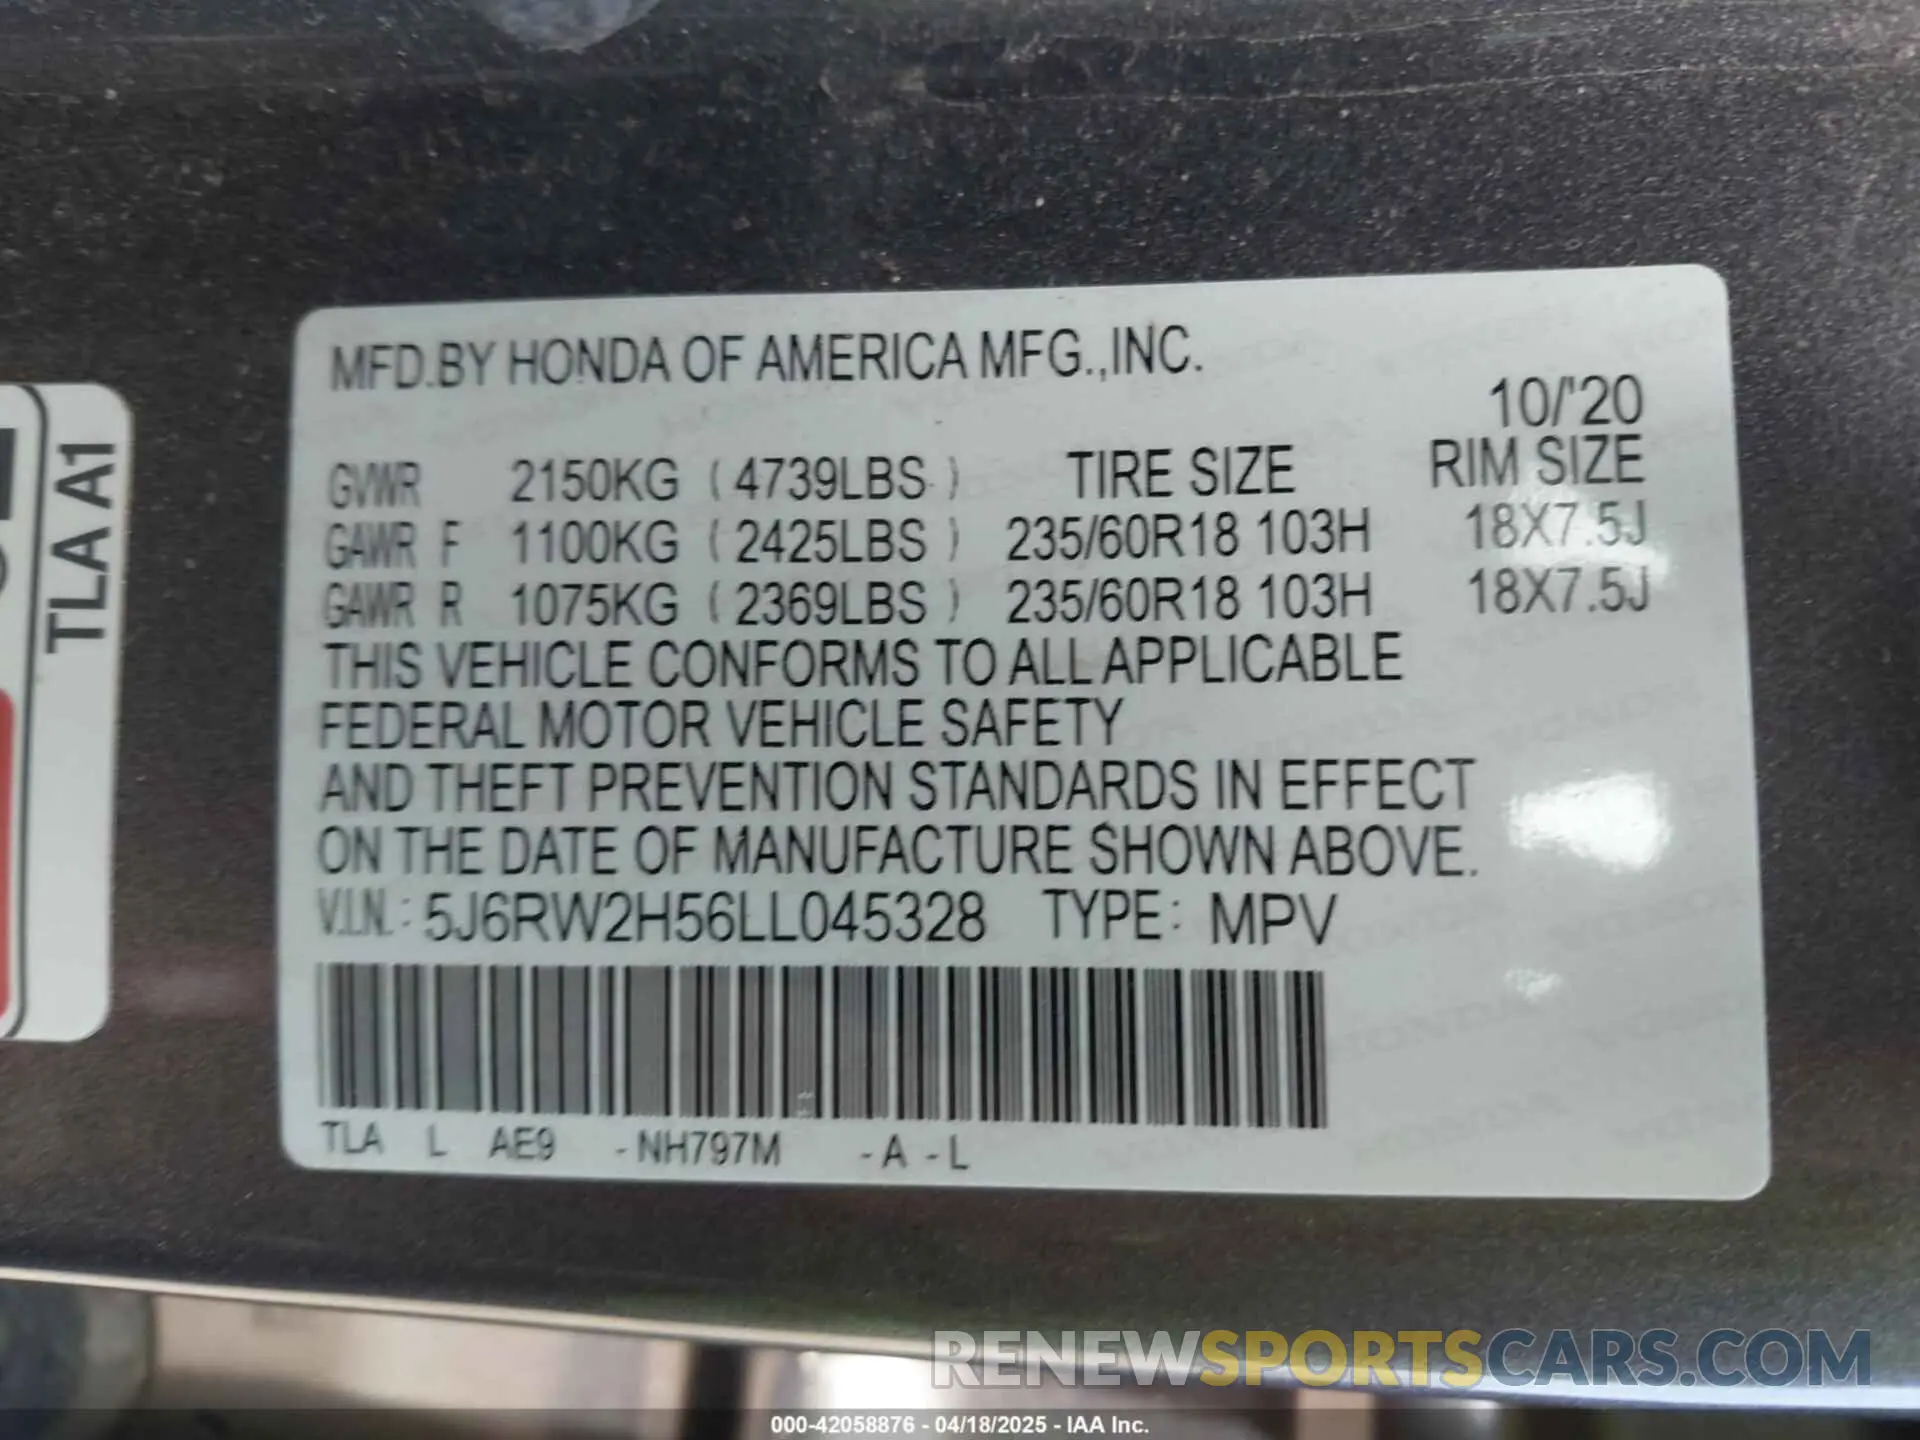 MFD.BY HONDA OF AMERICA MFG.,INC.
10/'20
GVWR 2150KG ( 4739LBS ) TIRE SIZE RIM SIZE
GAWR F 1100KG ( 2425LBS ) 235/60R18 103H 18X7.5J
GAWR R 1075KG ( 2369LBS ) 235/60R18 103H 18X7.5J
THIS VEHICLE CONFORMS TO ALL APPLICABLE
FEDERAL MOTOR VEHICLE SAFETY
AND THEFT PREVENTION STANDARDS IN EFFECT
ON THE DATE OF MANUFACTURE SHOWN ABOVE.
V.I.N.: 5J6RW2H56LL045328 TYPE: MPV
TLA L AE9 -NH797M -A -L
TLA A1
RENEWSPORTSCARS.COM
000-42058876 - 04/18/2025 - IAA Inc.